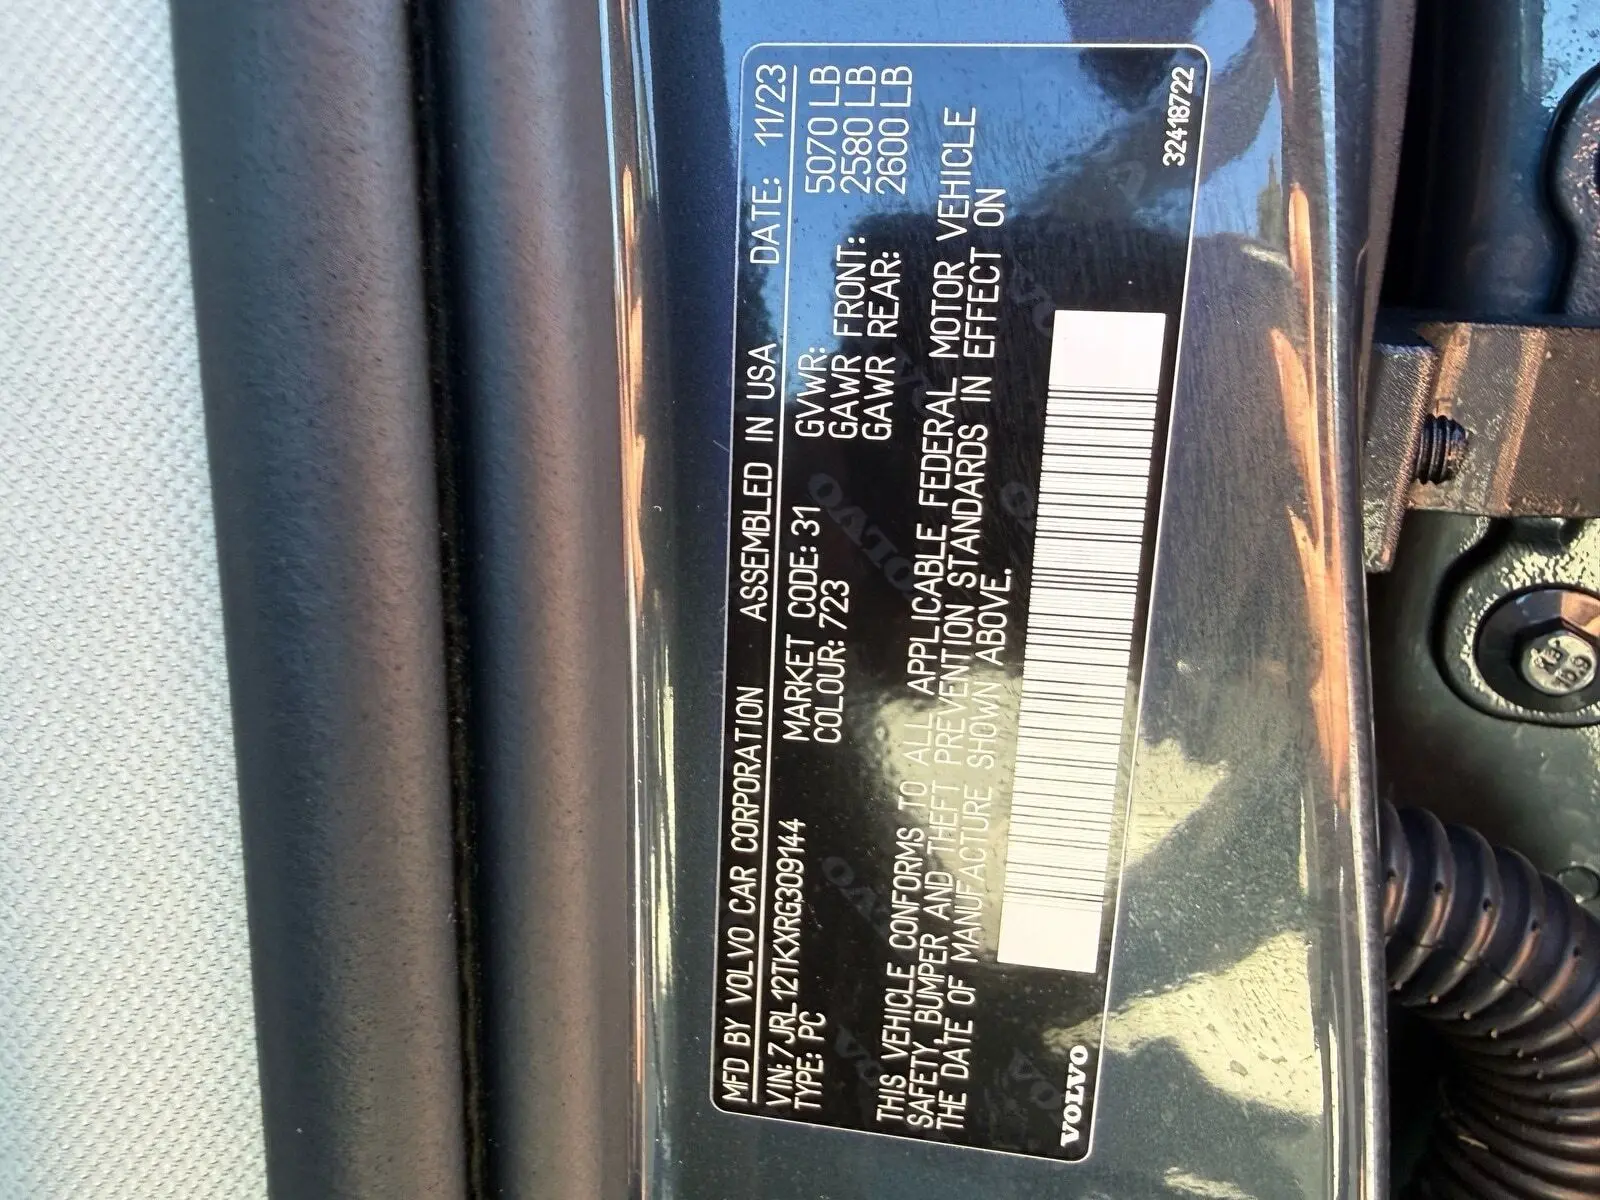 MFD BY VOLVO CAR CORPORATION ASSEMBLED IN USA DATE: 11/23
VIN: 7JRL12TKXRG309144 MARKET CODE: 31 GVWR: 5070 LB
TYPE: PC COLOUR: 723 GAWR FRONT: 2580 LB
GAWR REAR: 2600 LB
THIS VEHICLE CONFORMS TO ALL APPLICABLE FEDERAL MOTOR VEHICLE
SAFETY, BUMPER AND THEFT PREVENTION STANDARDS IN EFFECT ON
THE DATE OF MANUFACTURE SHOWN ABOVE.
VOLVO 32418722